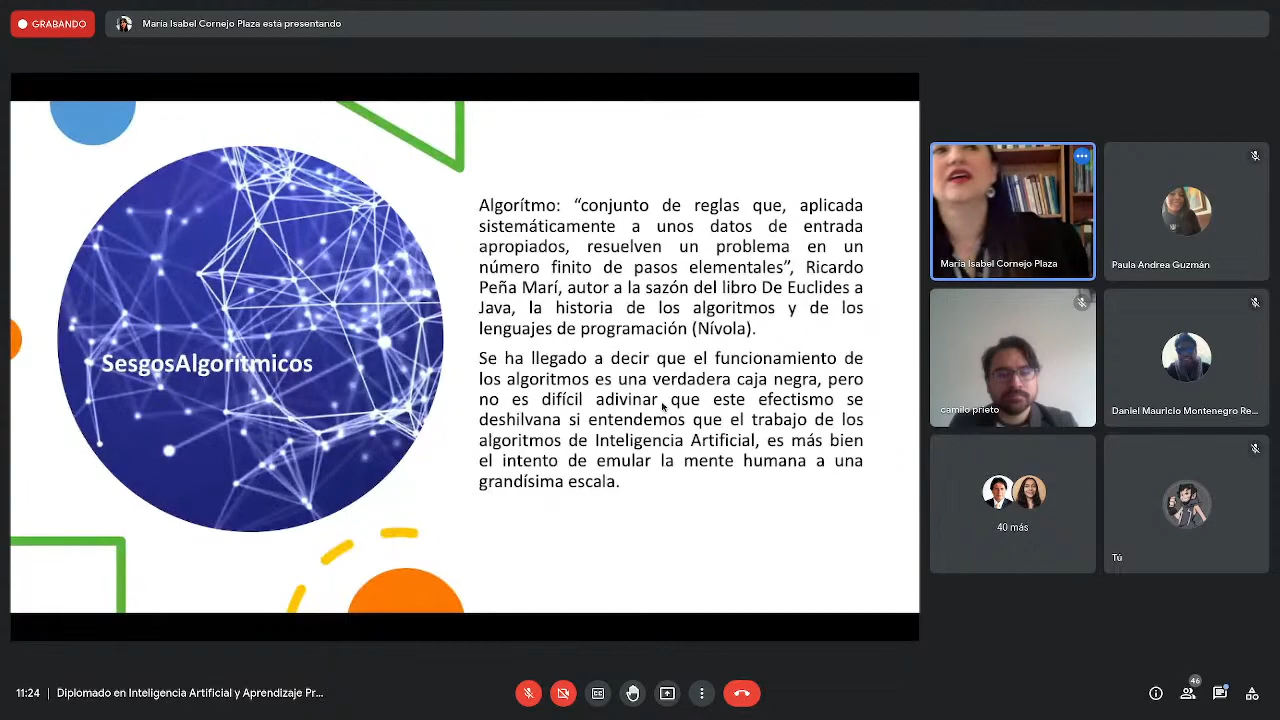 GRABANDO
María Isabel Cornejo Plaza está presentando
SesgosAlgorítmicos
Algorítmo: “conjunto de reglas que, aplicada
sistemáticamente a unos datos de entrada
apropiados, resuelven un problema en un
número finito de pasos elementales”, Ricardo
Peña Marí, autor a la sazón del libro De Euclides a
Java, la historia de los algoritmos y de los
lenguajes de programación (Nívola).
Se ha llegado a decir que el funcionamiento de
los algoritmos es una verdadera caja negra, pero
no es difícil adivinar que este efectismo se
deshilvana si entendemos que el trabajo de los
algoritmos de Inteligencia Artificial, es más bien
el intento de emular la mente humana a una
grandísima escala.
María Isabel Cornejo Plaza
Paula Andrea Guzmán
camilo prieto
Daniel Mauricio Montenegro Re...
40 más
Tú
11:24
Diplomado en Inteligencia Artificial y Aprendizaje Pr...
46